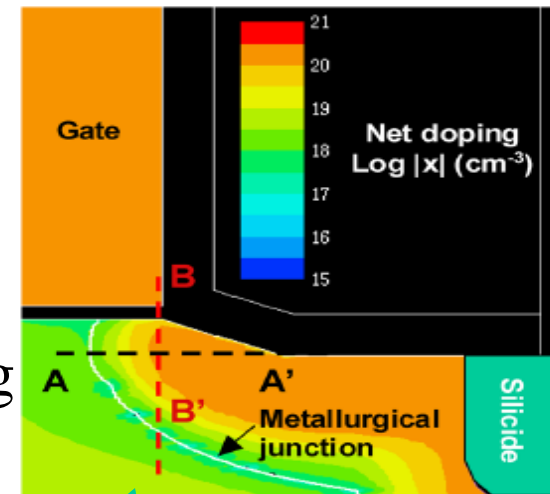 21
20
19
18
17
16
15
Gate
Net doping
Log |x| (cm⁻³)
B
A
A'
B'
Metallurgical
junction
Silicide
g